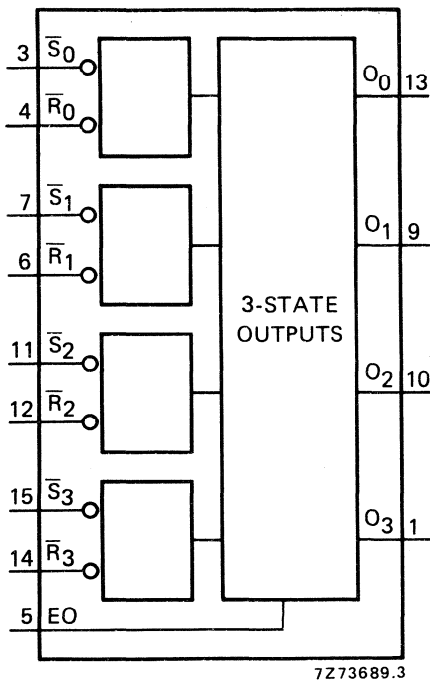 3 S̅0
4 R̅0
O0 13
7 S̅1
6 R̅1
O1 9
3-STATE
OUTPUTS
11 S̅2
12 R̅2
O2 10
15 S̅3
14 R̅3
O3 1
5 EO
7Z73689.3